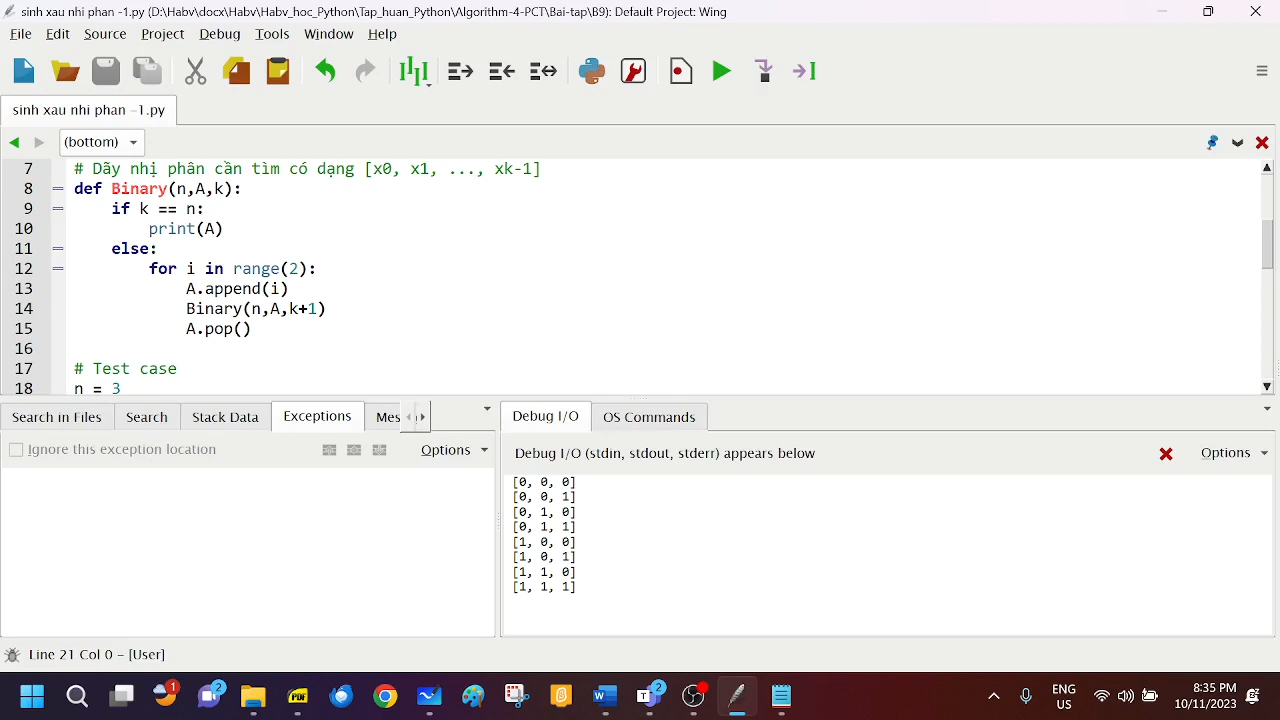 sinh xau nhi phan -1.py (D:\Habv\docx\Habv\Habv_hoc_Python\Tap_huan_Python\Algorithm-4-PCT\Bai-tap\B9): Default Project: Wing
File Edit Source Project Debug Tools Window Help
sinh xau nhi phan -1.py
(bottom)
7 # Dãy nhị phân cần tìm có dạng [x0, x1, ..., xk-1]
8 def Binary(n,A,k):
9 if k == n:
10 print(A)
11 else:
12 for i in range(2):
13 A.append(i)
14 Binary(n,A,k+1)
15 A.pop()
16
17 # Test case
18 n = 3
Search in Files Search Stack Data Exceptions Mes
Ignore this exception location Options
Debug I/O OS Commands
Debug I/O (stdin, stdout, stderr) appears below Options
[0, 0, 0]
[0, 0, 1]
[0, 1, 0]
[0, 1, 1]
[1, 0, 0]
[1, 0, 1]
[1, 1, 0]
[1, 1, 1]
Line 21 Col 0 – [User]
1
2
PDF
2
ENG
US
8:35 PM
10/11/2023